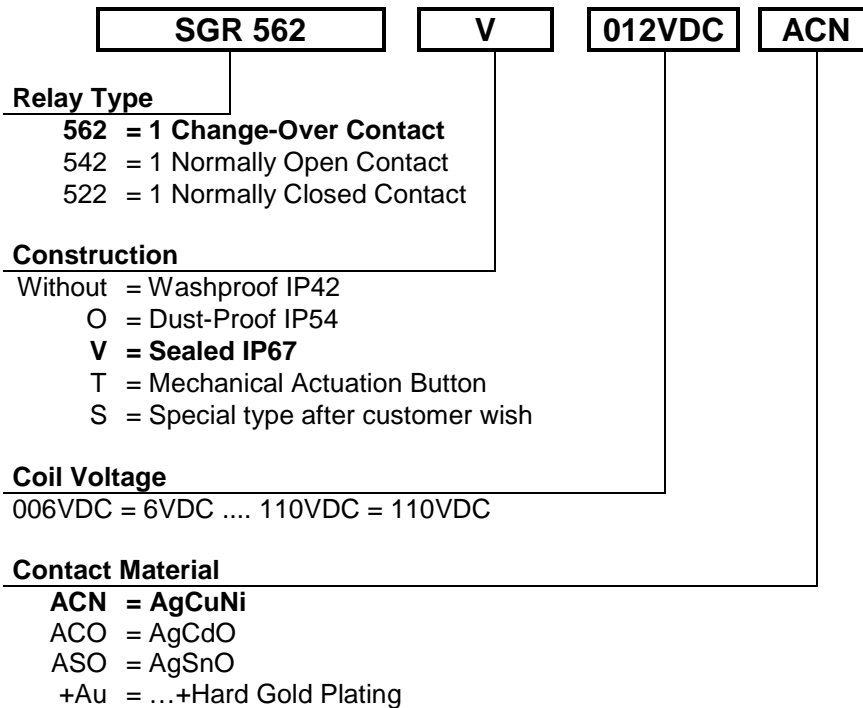 SGR 562 V 012VDC ACN
Relay Type
562 = 1 Change-Over Contact
542 = 1 Normally Open Contact
522 = 1 Normally Closed Contact
Construction
Without = Washproof IP42
O = Dust-Proof IP54
V = Sealed IP67
T = Mechanical Actuation Button
S = Special type after customer wish
Coil Voltage
006VDC = 6VDC .... 110VDC = 110VDC
Contact Material
ACN = AgCuNi
ACO = AgCdO
ASO = AgSnO
+Au = …+Hard Gold Plating